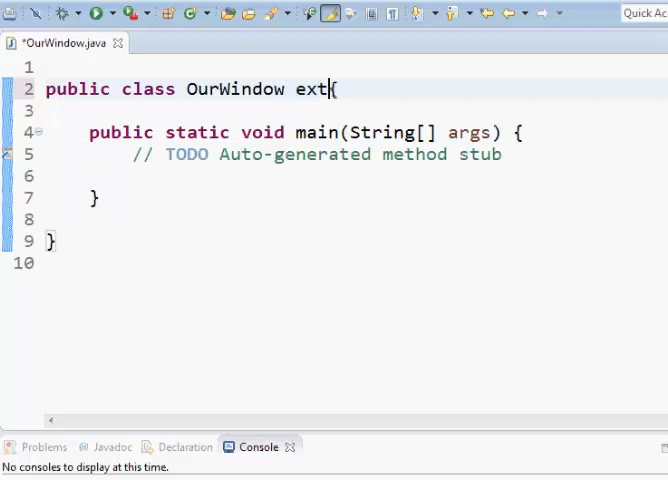 Quick Ac
*OurWindow.java
1
2 public class OurWindow ext{
3
4 public static void main(String[] args) {
5 // TODO Auto-generated method stub
6
7 }
8
9 }
10
Problems @ Javadoc Declaration Console
No consoles to display at this time.